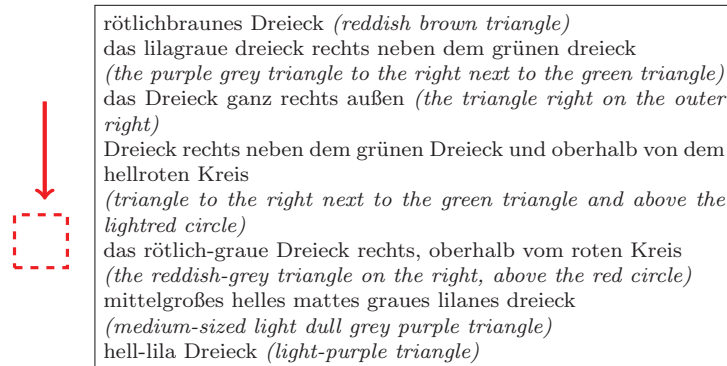 rötlichbraunes Dreieck (reddish brown triangle)
das lilagraue dreieck rechts neben dem grünen dreieck
(the purple grey triangle to the right next to the green triangle)
das Dreieck ganz rechts außen (the triangle right on the outer
right)
Dreieck rechts neben dem grünen Dreieck und oberhalb von dem
hellroten Kreis
(triangle to the right next to the green triangle and above the
lightred circle)
das rötlich-graue Dreieck rechts, oberhalb vom roten Kreis
(the reddish-grey triangle on the right, above the red circle)
mittelgroßes helles mattes graues lilanes dreieck
(medium-sized light dull grey purple triangle)
hell-lila Dreieck (light-purple triangle)